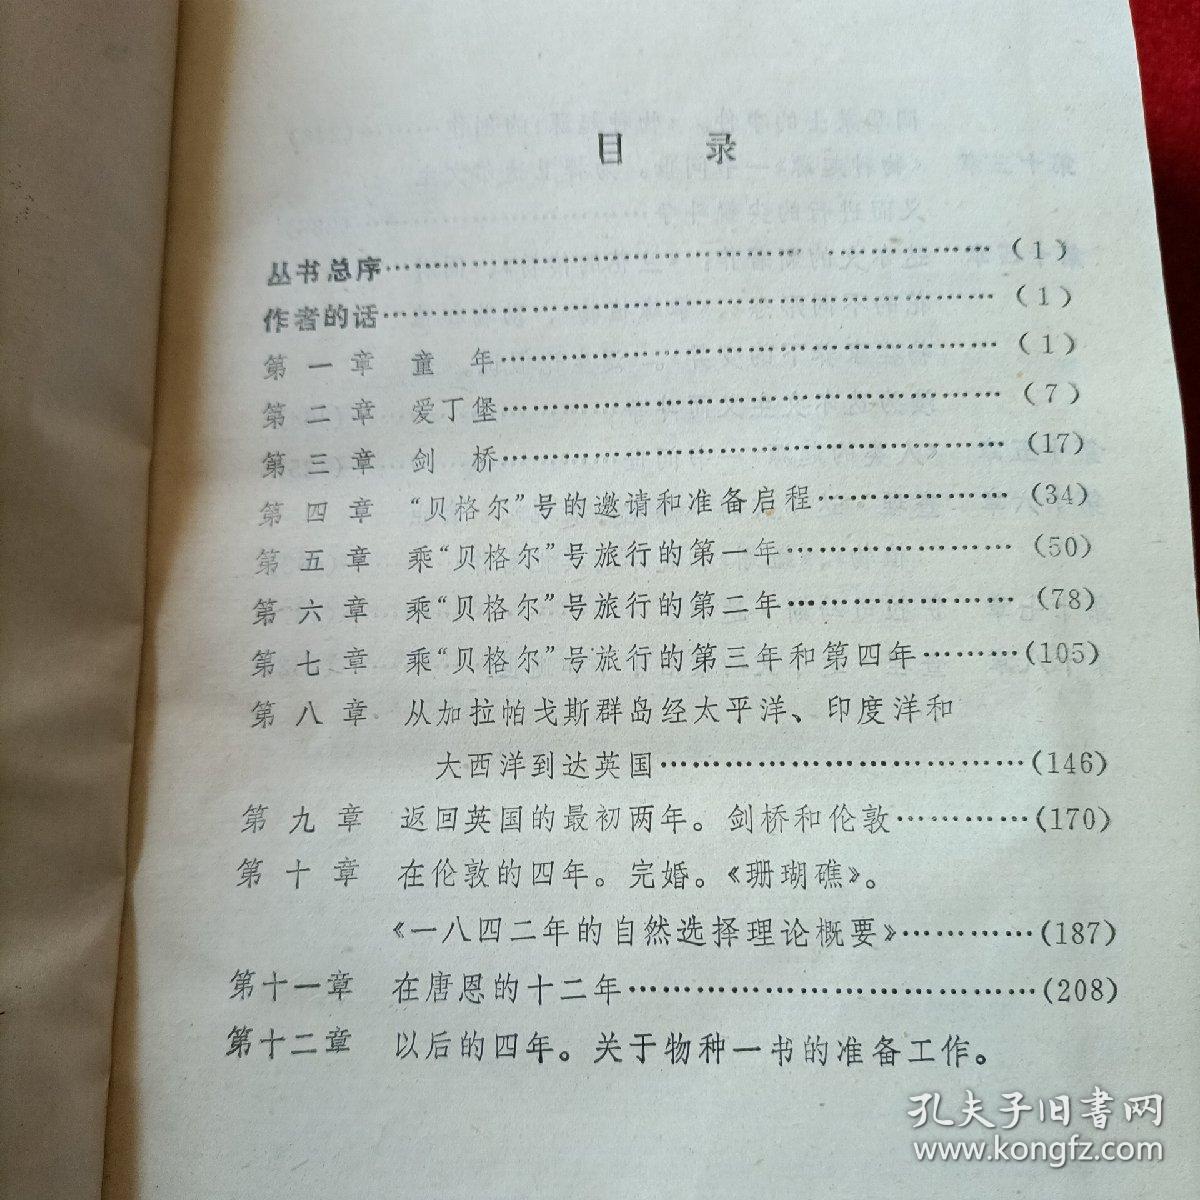 目 录
丛书总序……………………………………………………(1)
作者的话……………………………………………………(1)
第一章 童 年……………………………………………(1)
第二章 爱丁堡……………………………………………(7)
第三章 剑 桥……………………………………………(17)
第四章 “贝格尔”号的邀请和准备启程………………(34)
第五章 乘“贝格尔”号旅行的第一年…………………(50)
第六章 乘“贝格尔”号旅行的第二年…………………(78)
第七章 乘“贝格尔”号旅行的第三年和第四年………(105)
第八章 从加拉帕戈斯群岛经太平洋、印度洋和
大西洋到达英国……………………………(146)
第九章 返回英国的最初两年。剑桥和伦敦…………(170)
第十章 在伦敦的四年。完婚。《珊瑚礁》。
《一八四二年的自然选择理论概要》…………(187)
第十一章 在唐恩的十二年………………………………(208)
第十二章 以后的四年。关于物种一书的准备工作。
孔夫子旧书网
www.kongfz.com